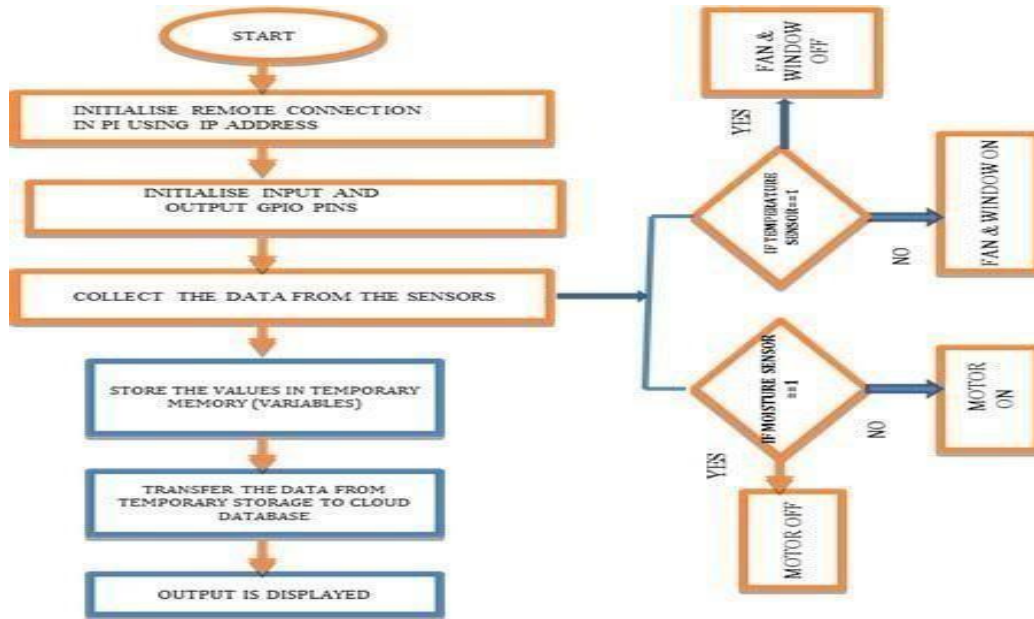 START
INITIALISE REMOTE CONNECTION
IN PI USING IP ADDRESS
INITIALISE INPUT AND
OUTPUT GPIO PINS
COLLECT THE DATA FROM THE SENSORS
STORE THE VALUES IN TEMPORARY
MEMORY (VARIABLES)
TRANSFER THE DATA FROM
TEMPORARY STORAGE TO CLOUD
DATABASE
OUTPUT IS DISPLAYED
FAN &
WINDOW
OFF
YES
IF TEMPERATURE
SENSOR==1
NO
FAN & WINDOW ON
IF MOISTURE SENSOR
==1
NO
MOTOR
ON
YES
MOTOR OFF